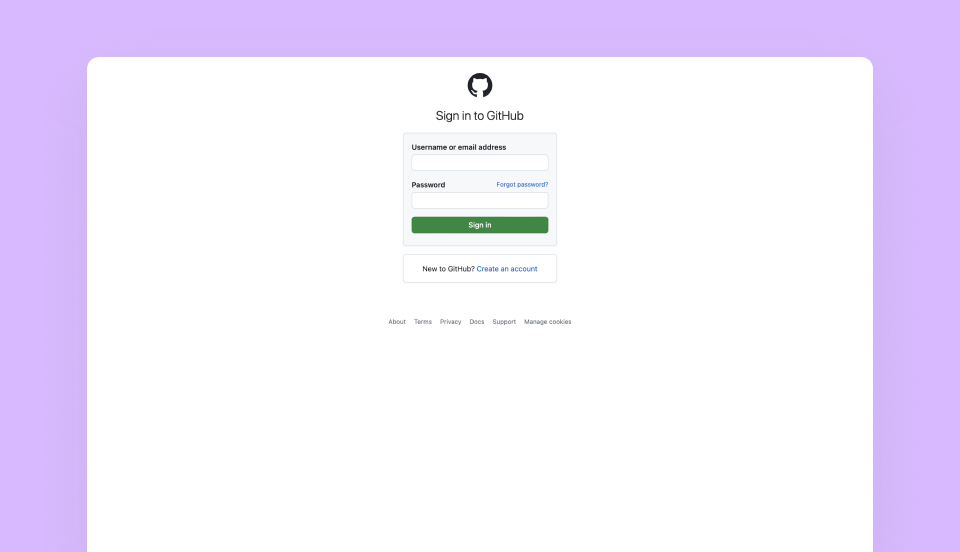 Sign in to GitHub
Username or email address
Password Forgot password?
Sign in
New to GitHub? Create an account
About Terms Privacy Docs Support Manage cookies